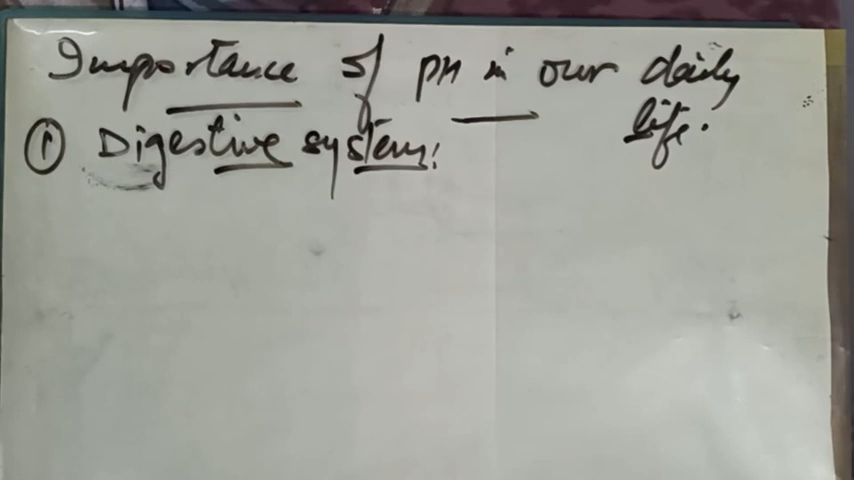 Importance of pH in our daily
life.
① Digestive system: